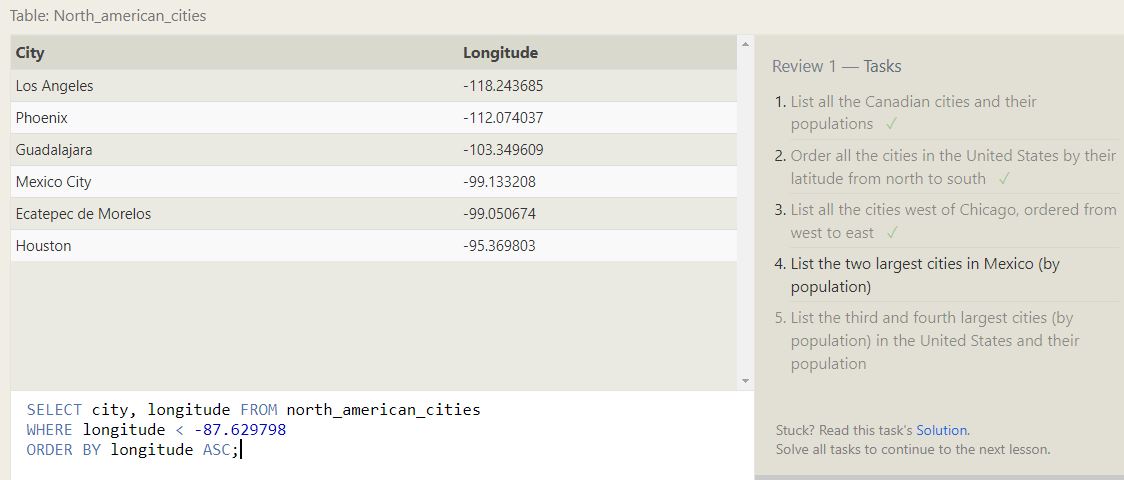 Table: North_american_cities
City Longitude
Los Angeles -118.243685
Phoenix -112.074037
Guadalajara -103.349609
Mexico City -99.133208
Ecatepec de Morelos -99.050674
Houston -95.369803
SELECT city, longitude FROM north_american_cities
WHERE longitude < -87.629798
ORDER BY longitude ASC;
Review 1 — Tasks
1. List all the Canadian cities and their
populations ✓
2. Order all the cities in the United States by their
latitude from north to south ✓
3. List all the cities west of Chicago, ordered from
west to east ✓
4. List the two largest cities in Mexico (by
population)
5. List the third and fourth largest cities (by
population) in the United States and their
population
Stuck? Read this task's Solution.
Solve all tasks to continue to the next lesson.